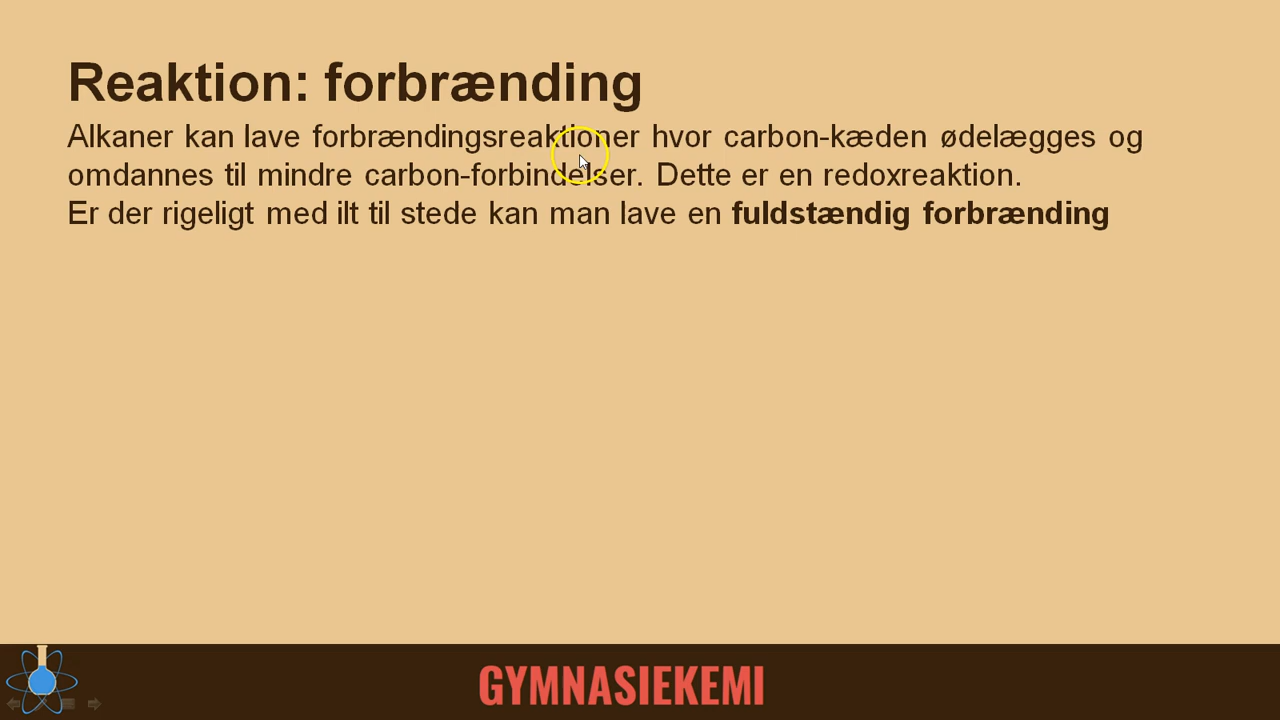 Reaktion: forbrænding
Alkaner kan lave forbrændingsreaktioner hvor carbon-kæden ødelægges og
omdannes til mindre carbon-forbindelser. Dette er en redoxreaktion.
Er der rigeligt med ilt til stede kan man lave en fuldstændig forbrænding
GYMNASIEKEMI